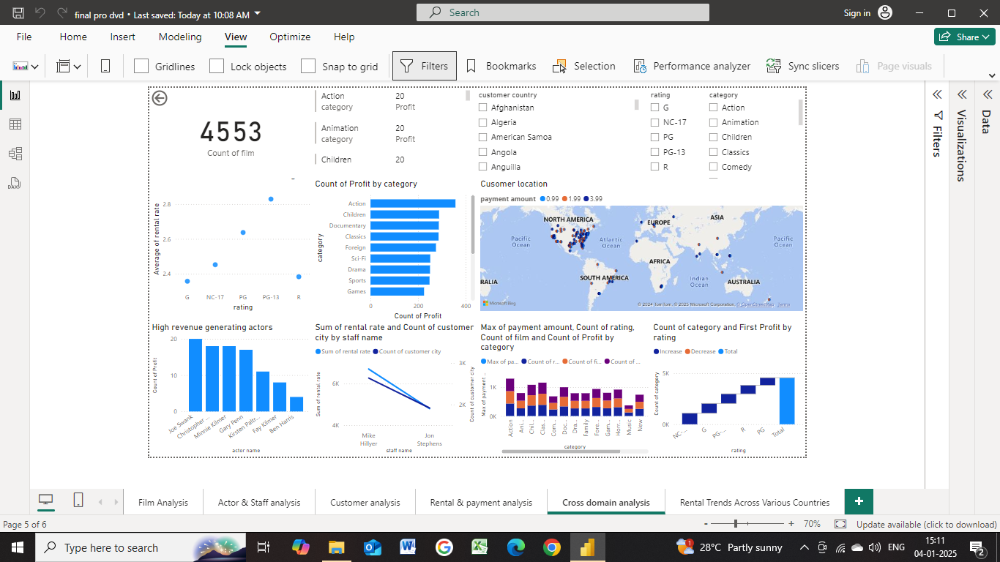 final pro dvd • Last saved: Today at 10:08 AM
Search
Sign in
File Home Insert Modeling View Optimize Help
Share
Gridlines Lock objects Snap to grid Filters Bookmarks Selection Performance analyzer Sync slicers Page visuals
4553
Count of film
Action 20
category Profit
Animation 20
category Profit
Children 20
customer country
Afghanistan
Algeria
American Samoa
Angola
Anguilla
rating
G
NC-17
PG
PG-13
R
category
Action
Animation
Children
Classics
Comedy
Filters
Visualizations
Data
Average of rental rate
2.8
2.6
2.4
G NC-17 PG PG-13 R
rating
Count of Profit by category
category
Action
Children
Documentary
Classics
Foreign
Sci-Fi
Drama
Sports
Games
0 200 400
Count of Profit
Cusomer location
payment amount 0.99 1.99 3.99
NORTH AMERICA
EUROPE
ASIA
Pacific Ocean
Atlantic Ocean
Pacific Ocean
AFRICA
SOUTH AMERICA
Indian Ocean
AUSTRALIA
RALIA
Microsoft Bing
© 2024 TomTom, © 2025 Microsoft Corporation, © OpenStreetMap Terms
High revenue generating actors
Count of Profit
20
10
0
Joe Swank
Christopher ...
Minnie Kilmer
Gary Penn
Kirsten Paltr...
Fay Kilmer
Ben Harris
actor name
Sum of rental rate and Count of customer
city by staff name
Sum of rental rate Count of customer city
Sum of rental rate
6K
4K
3K
2K
Count of customer city
Mike Hillyer
Jon Stephens
staff name
Max of payment amount, Count of rating,
Count of film and Count of Profit by
category
Max of pa... Count of r... Count of fi... Count of ...
Max of payment ...
1K
0K
Action
Ani...
Chil...
Clas...
Com...
Doc...
Dra...
Family
Fore...
Gam...
Horr...
Music
New
category
Count of category and First Profit by
rating
Increase Decrease Total
Count of category
5K
0K
NC-...
G
PG-...
R
PG
Total
rating
Film Analysis
Actor & Staff analysis
Customer analysis
Rental & payment analysis
Cross domain analysis
Rental Trends Across Various Countries
+
Page 5 of 6
- + 70%
Update available (click to download)
Type here to search
28°C Partly sunny
ENG
15:11
04-01-2025
2